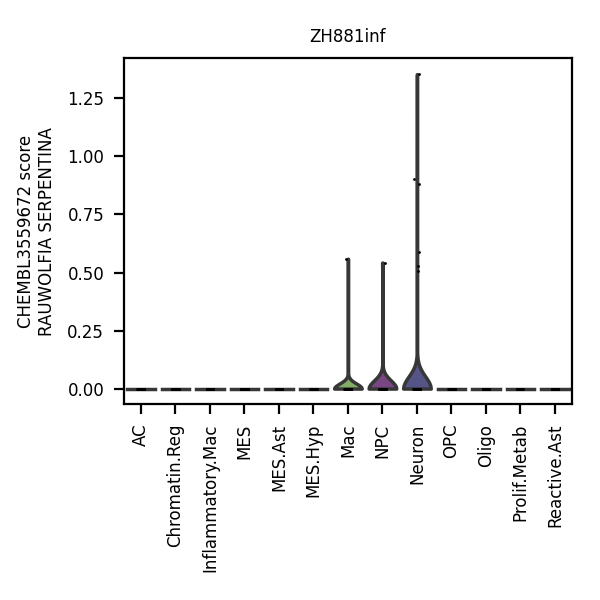 ZH881inf
CHEMBL3559672 score
RAUWOLFIA SERPENTINA
1.25
1.00
0.75
0.50
0.25
0.00
AC
Chromatin.Reg
Inflammatory.Mac
MES
MES.Ast
MES.Hyp
Mac
NPC
Neuron
OPC
Oligo
Prolif.Metab
Reactive.Ast